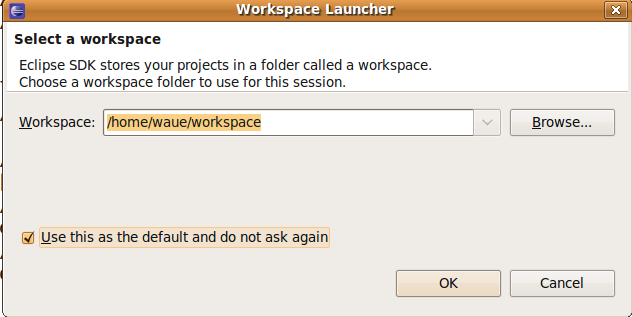 Workspace Launcher
Select a workspace
Eclipse SDK stores your projects in a folder called a workspace.
Choose a workspace folder to use for this session.
Workspace: /home/waue/workspace Browse...
Use this as the default and do not ask again
OK Cancel